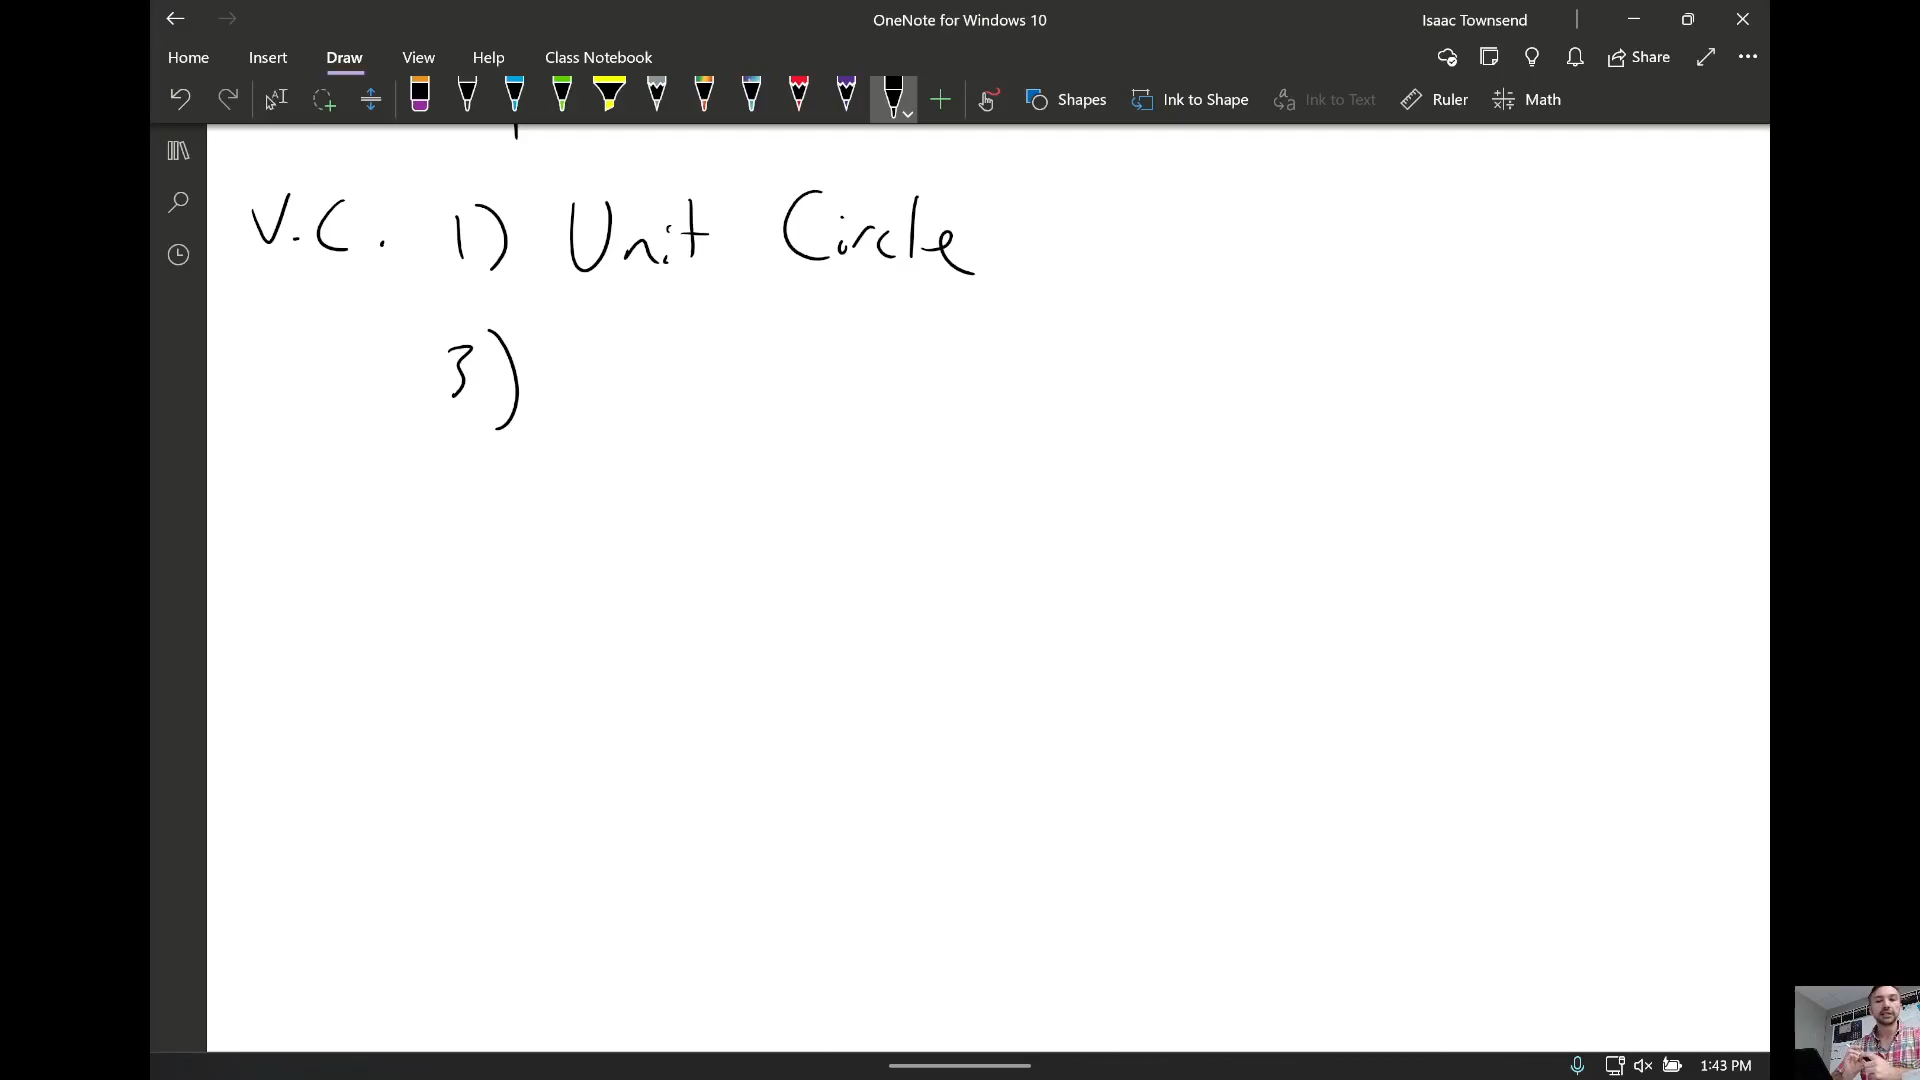 OneNote for Windows 10
Isaac Townsend
Home Insert Draw View Help Class Notebook
Share
Shapes Ink to Shape Ink to Text Ruler Math
V.C. 1) Unit Circle
3)
1:43 PM